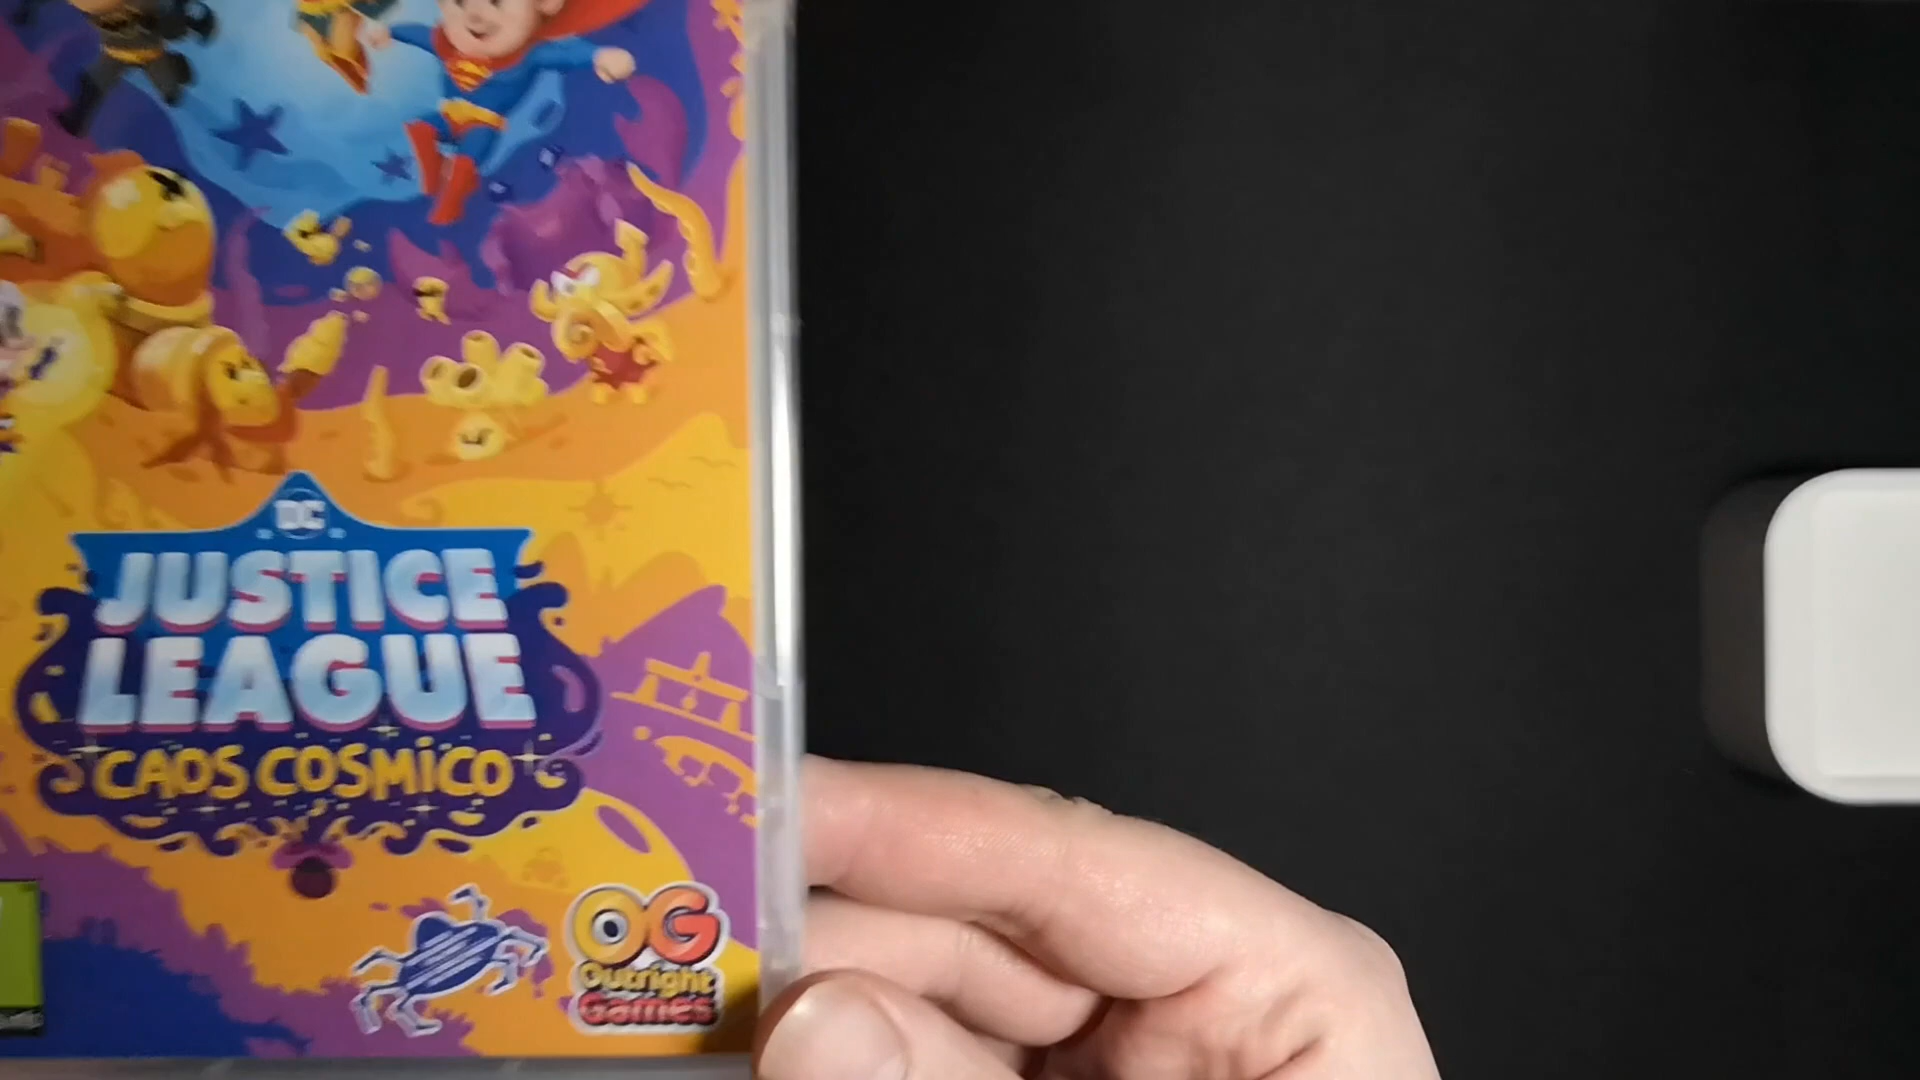 DC
JUSTICE
LEAGUE
CAOS COSMICO
OG
Outright
Games